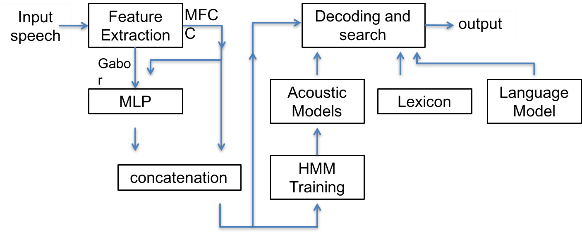 Input
speech
Feature
Extraction
MFC
C
Decoding and
search
output
Gabo
r
MLP
Acoustic
Models
Lexicon
Language
Model
concatenation
HMM
Training